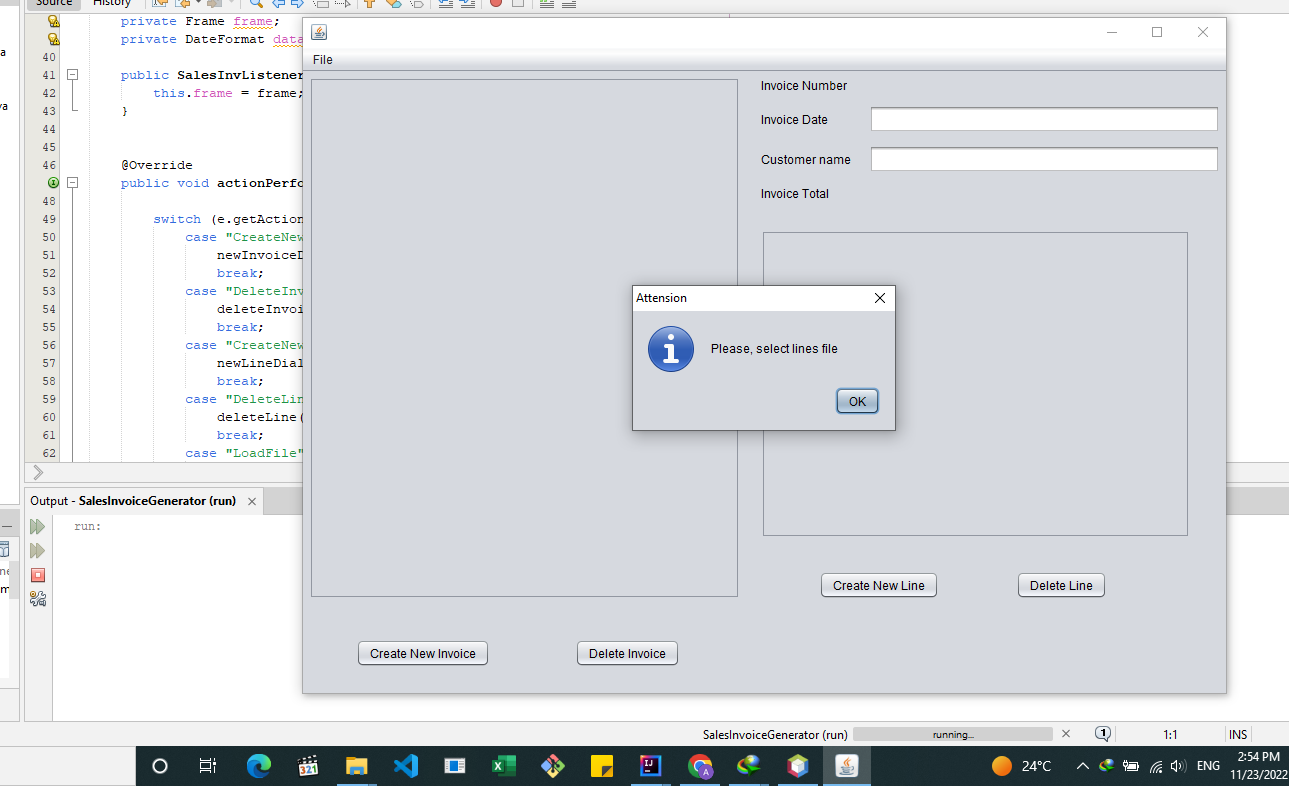 Source History
private Frame frame;
private DateFormat data
40
41 public SalesInvListener
42 this.frame = frame;
43 }
44
45
46 @Override
public void actionPerfo
48
49 switch (e.getAction
50 case "CreateNew
51 newInvoiceD
52 break;
53 case "DeleteInv
54 deleteInvoi
55 break;
56 case "CreateNew
57 newLineDial
58 break;
59 case "DeleteLin
60 deleteLine(
61 break;
62 case "LoadFile"
File
Invoice Number
Invoice Date
Customer name
Invoice Total
Attension
Please, select lines file
OK
Create New Line Delete Line
Create New Invoice Delete Invoice
Output - SalesInvoiceGenerator (run)
run:
SalesInvoiceGenerator (run) running... 1 1:1 INS
24°C ENG 2:54 PM
11/23/2022